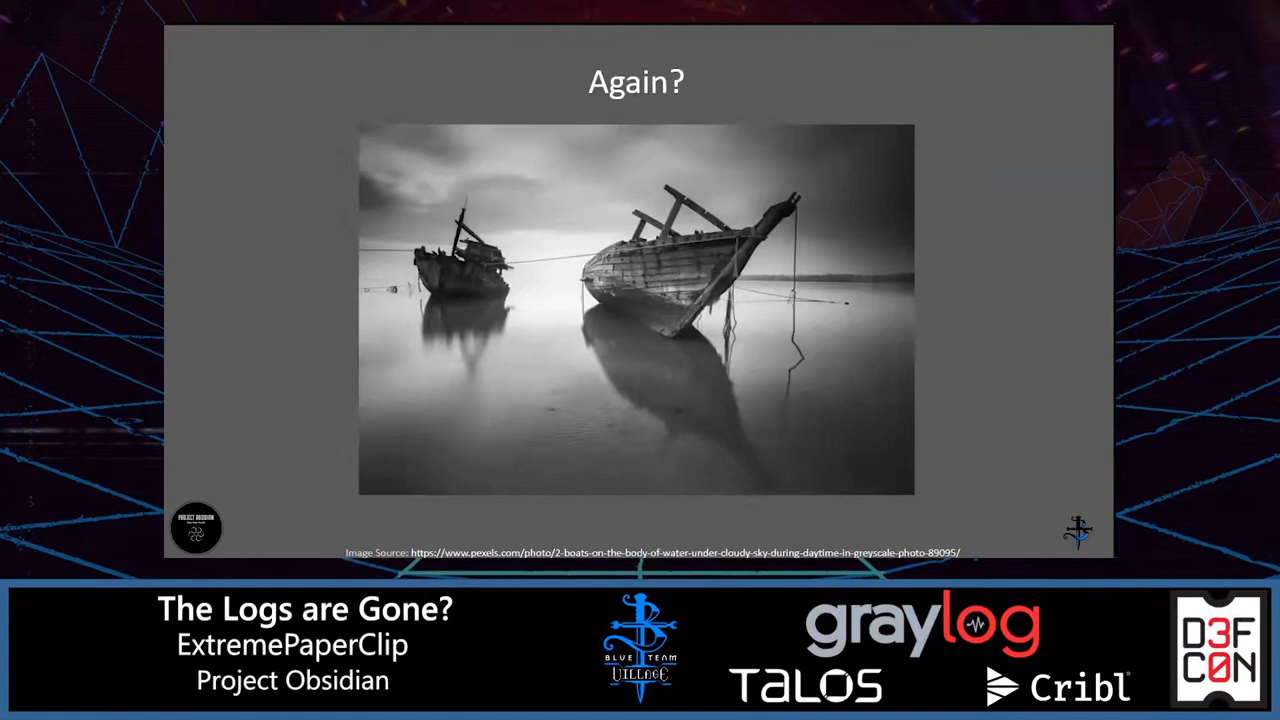 Again?
PROJECT OBSIDIAN
Image Source: https://www.pexels.com/photo/2-boats-on-the-body-of-water-under-cloudy-sky-during-daytime-in-greyscale-photo-89095/
The Logs are Gone?
ExtremePaperClip
Project Obsidian
BLUE TEAM
VILLAGE
graylog
TALOS
Cribl
D3F
C0N